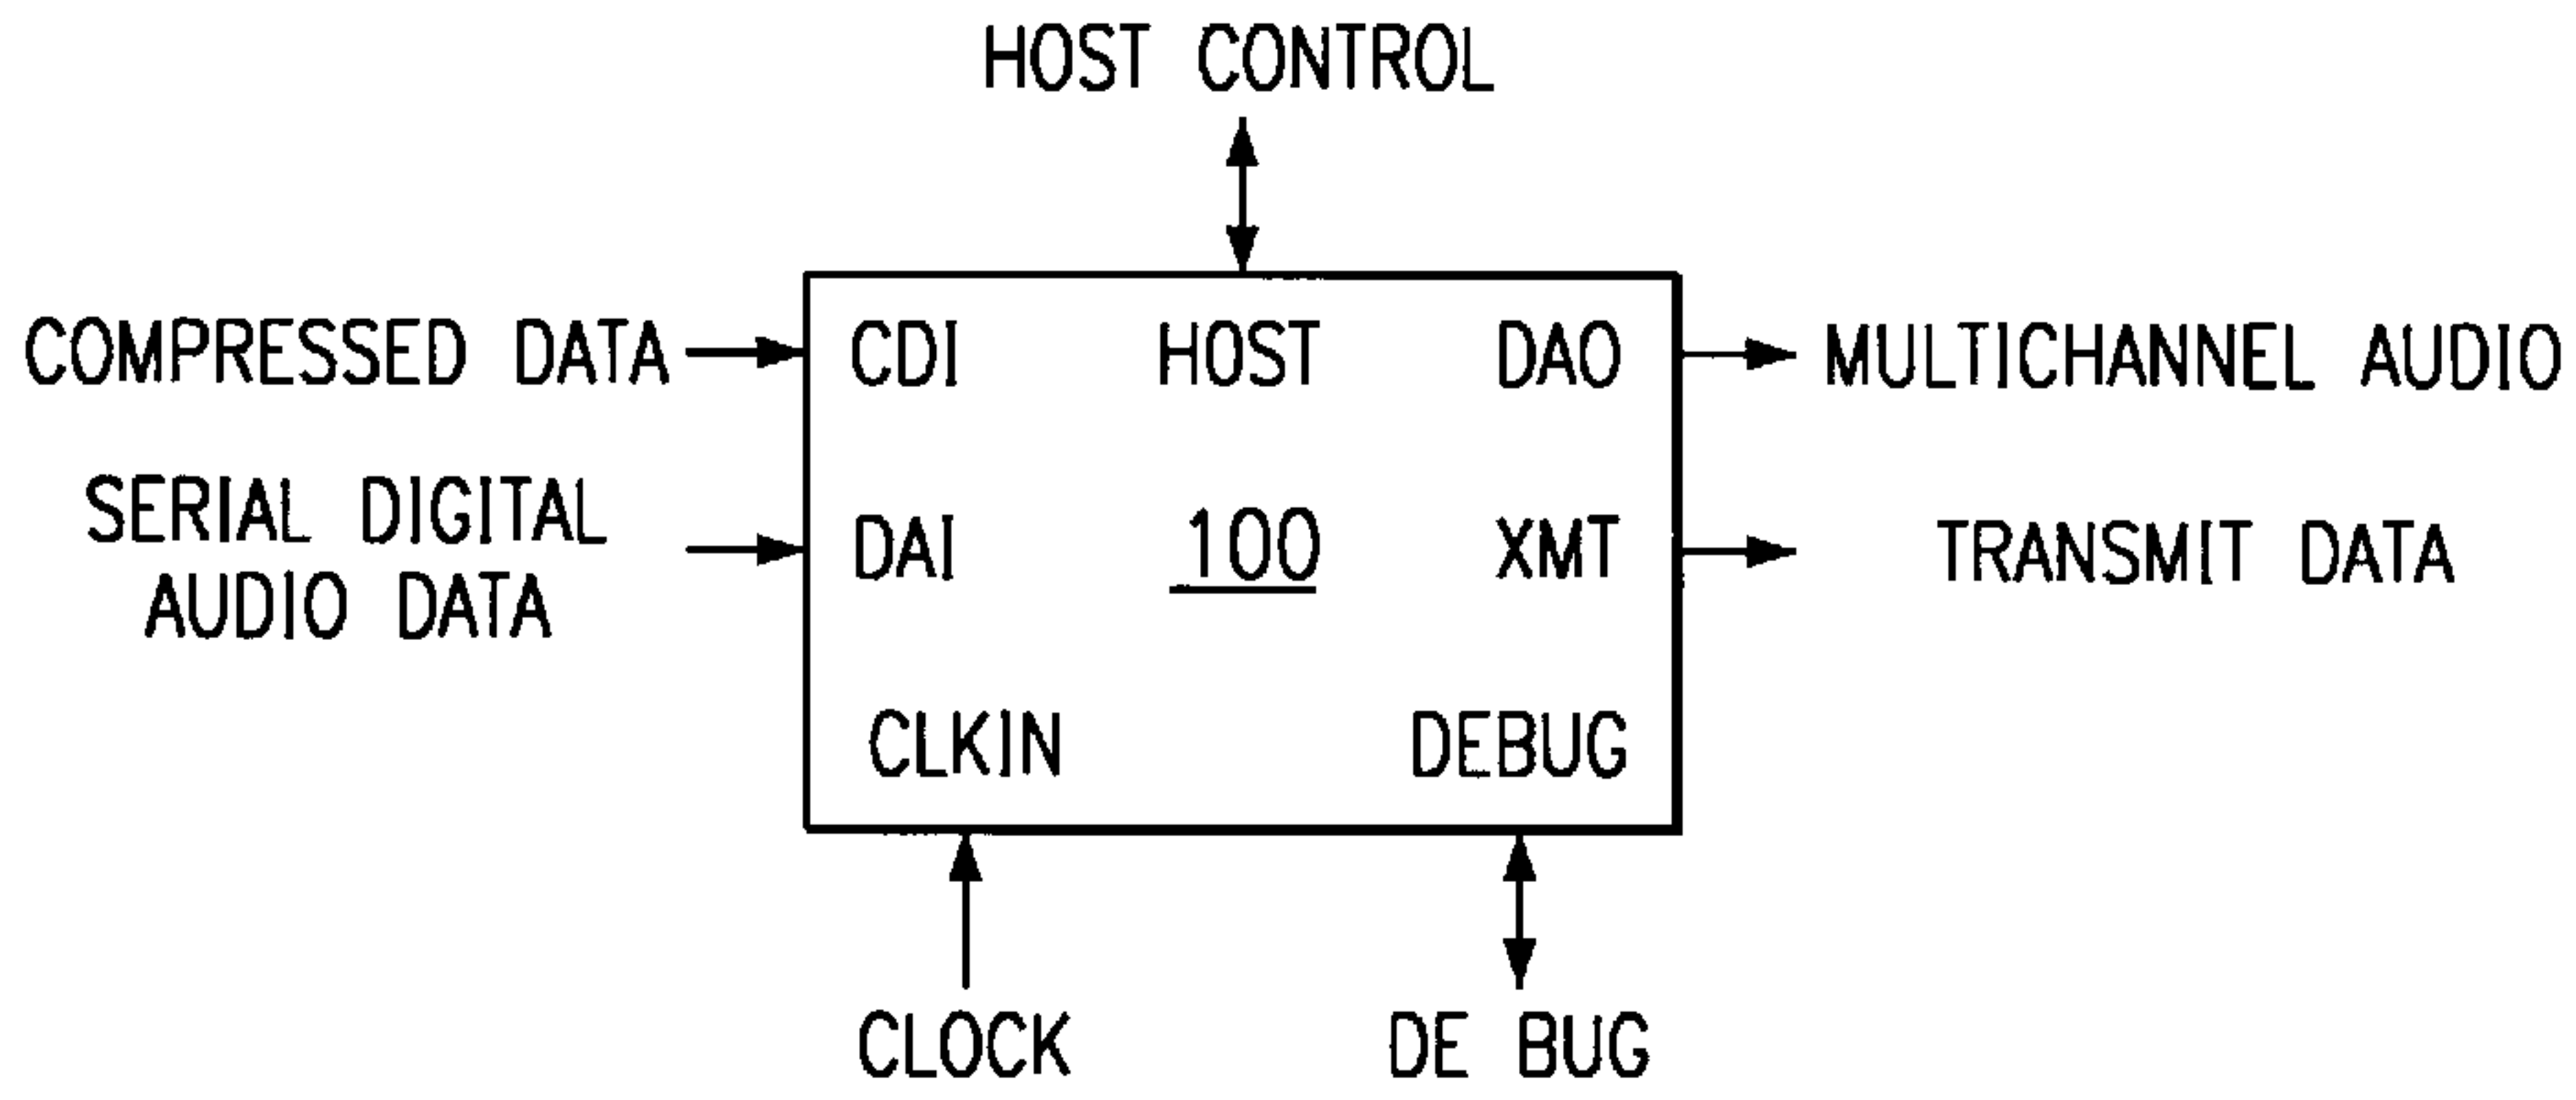 HOST CONTROL
COMPRESSED DATA
CDI
HOST
DAO
MULTICHANNEL AUDIO
SERIAL DIGITAL
AUDIO DATA
DAI
100
XMT
TRANSMIT DATA
CLKIN
DEBUG
CLOCK
DE BUG